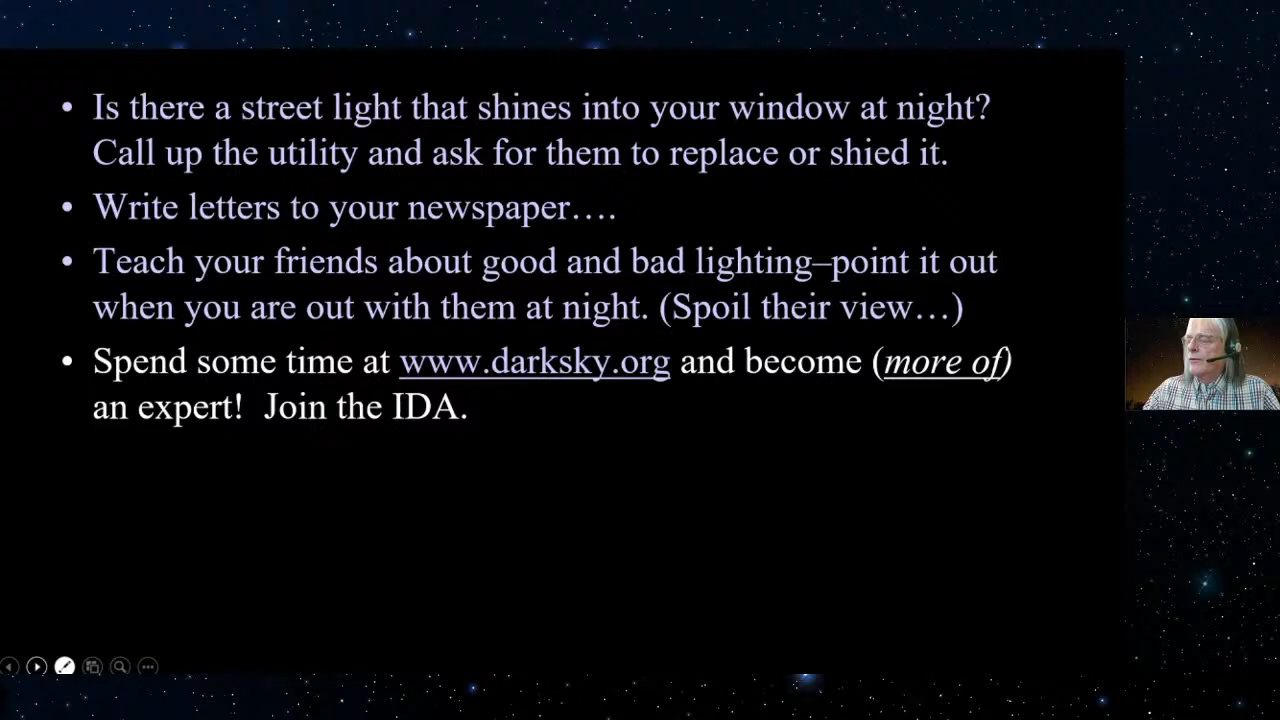 • Is there a street light that shines into your window at night?
Call up the utility and ask for them to replace or shied it.
• Write letters to your newspaper….
• Teach your friends about good and bad lighting–point it out
when you are out with them at night. (Spoil their view…)
• Spend some time at www.darksky.org and become (more of)
an expert!  Join the IDA.